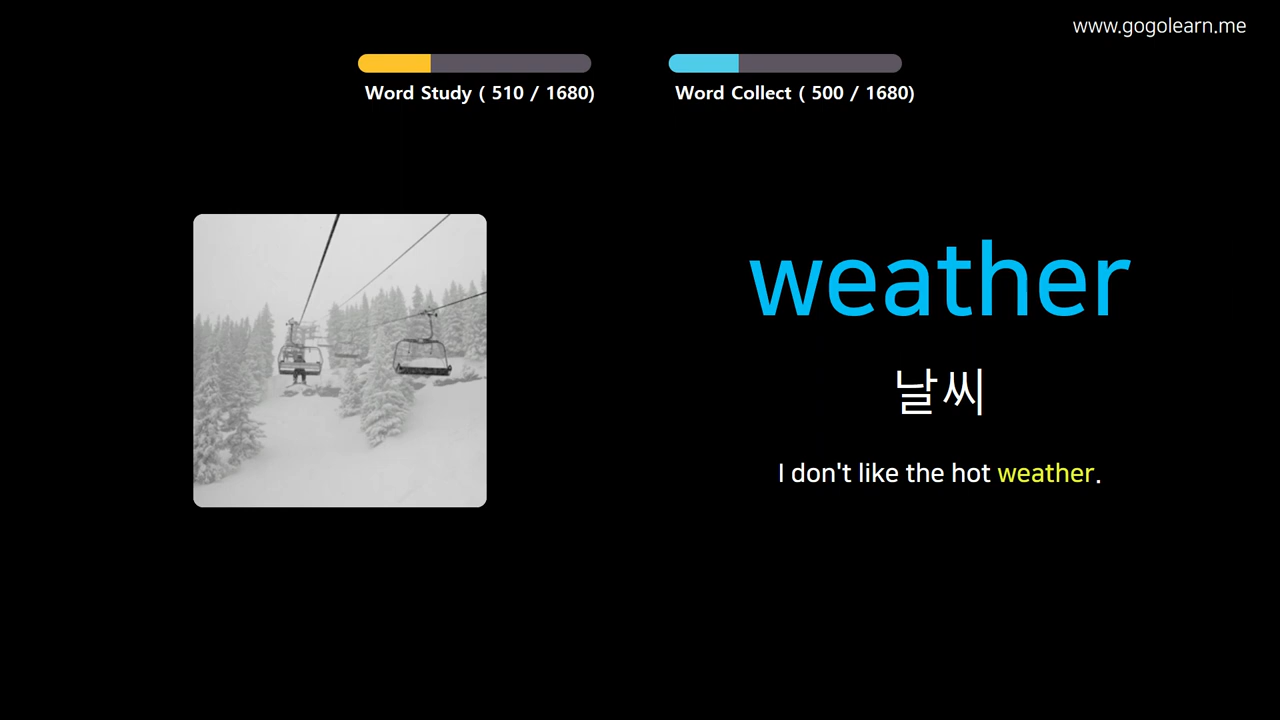 www.gogolearn.me
Word Study ( 510 / 1680)
Word Collect ( 500 / 1680)
weather
날씨
I don't like the hot weather.